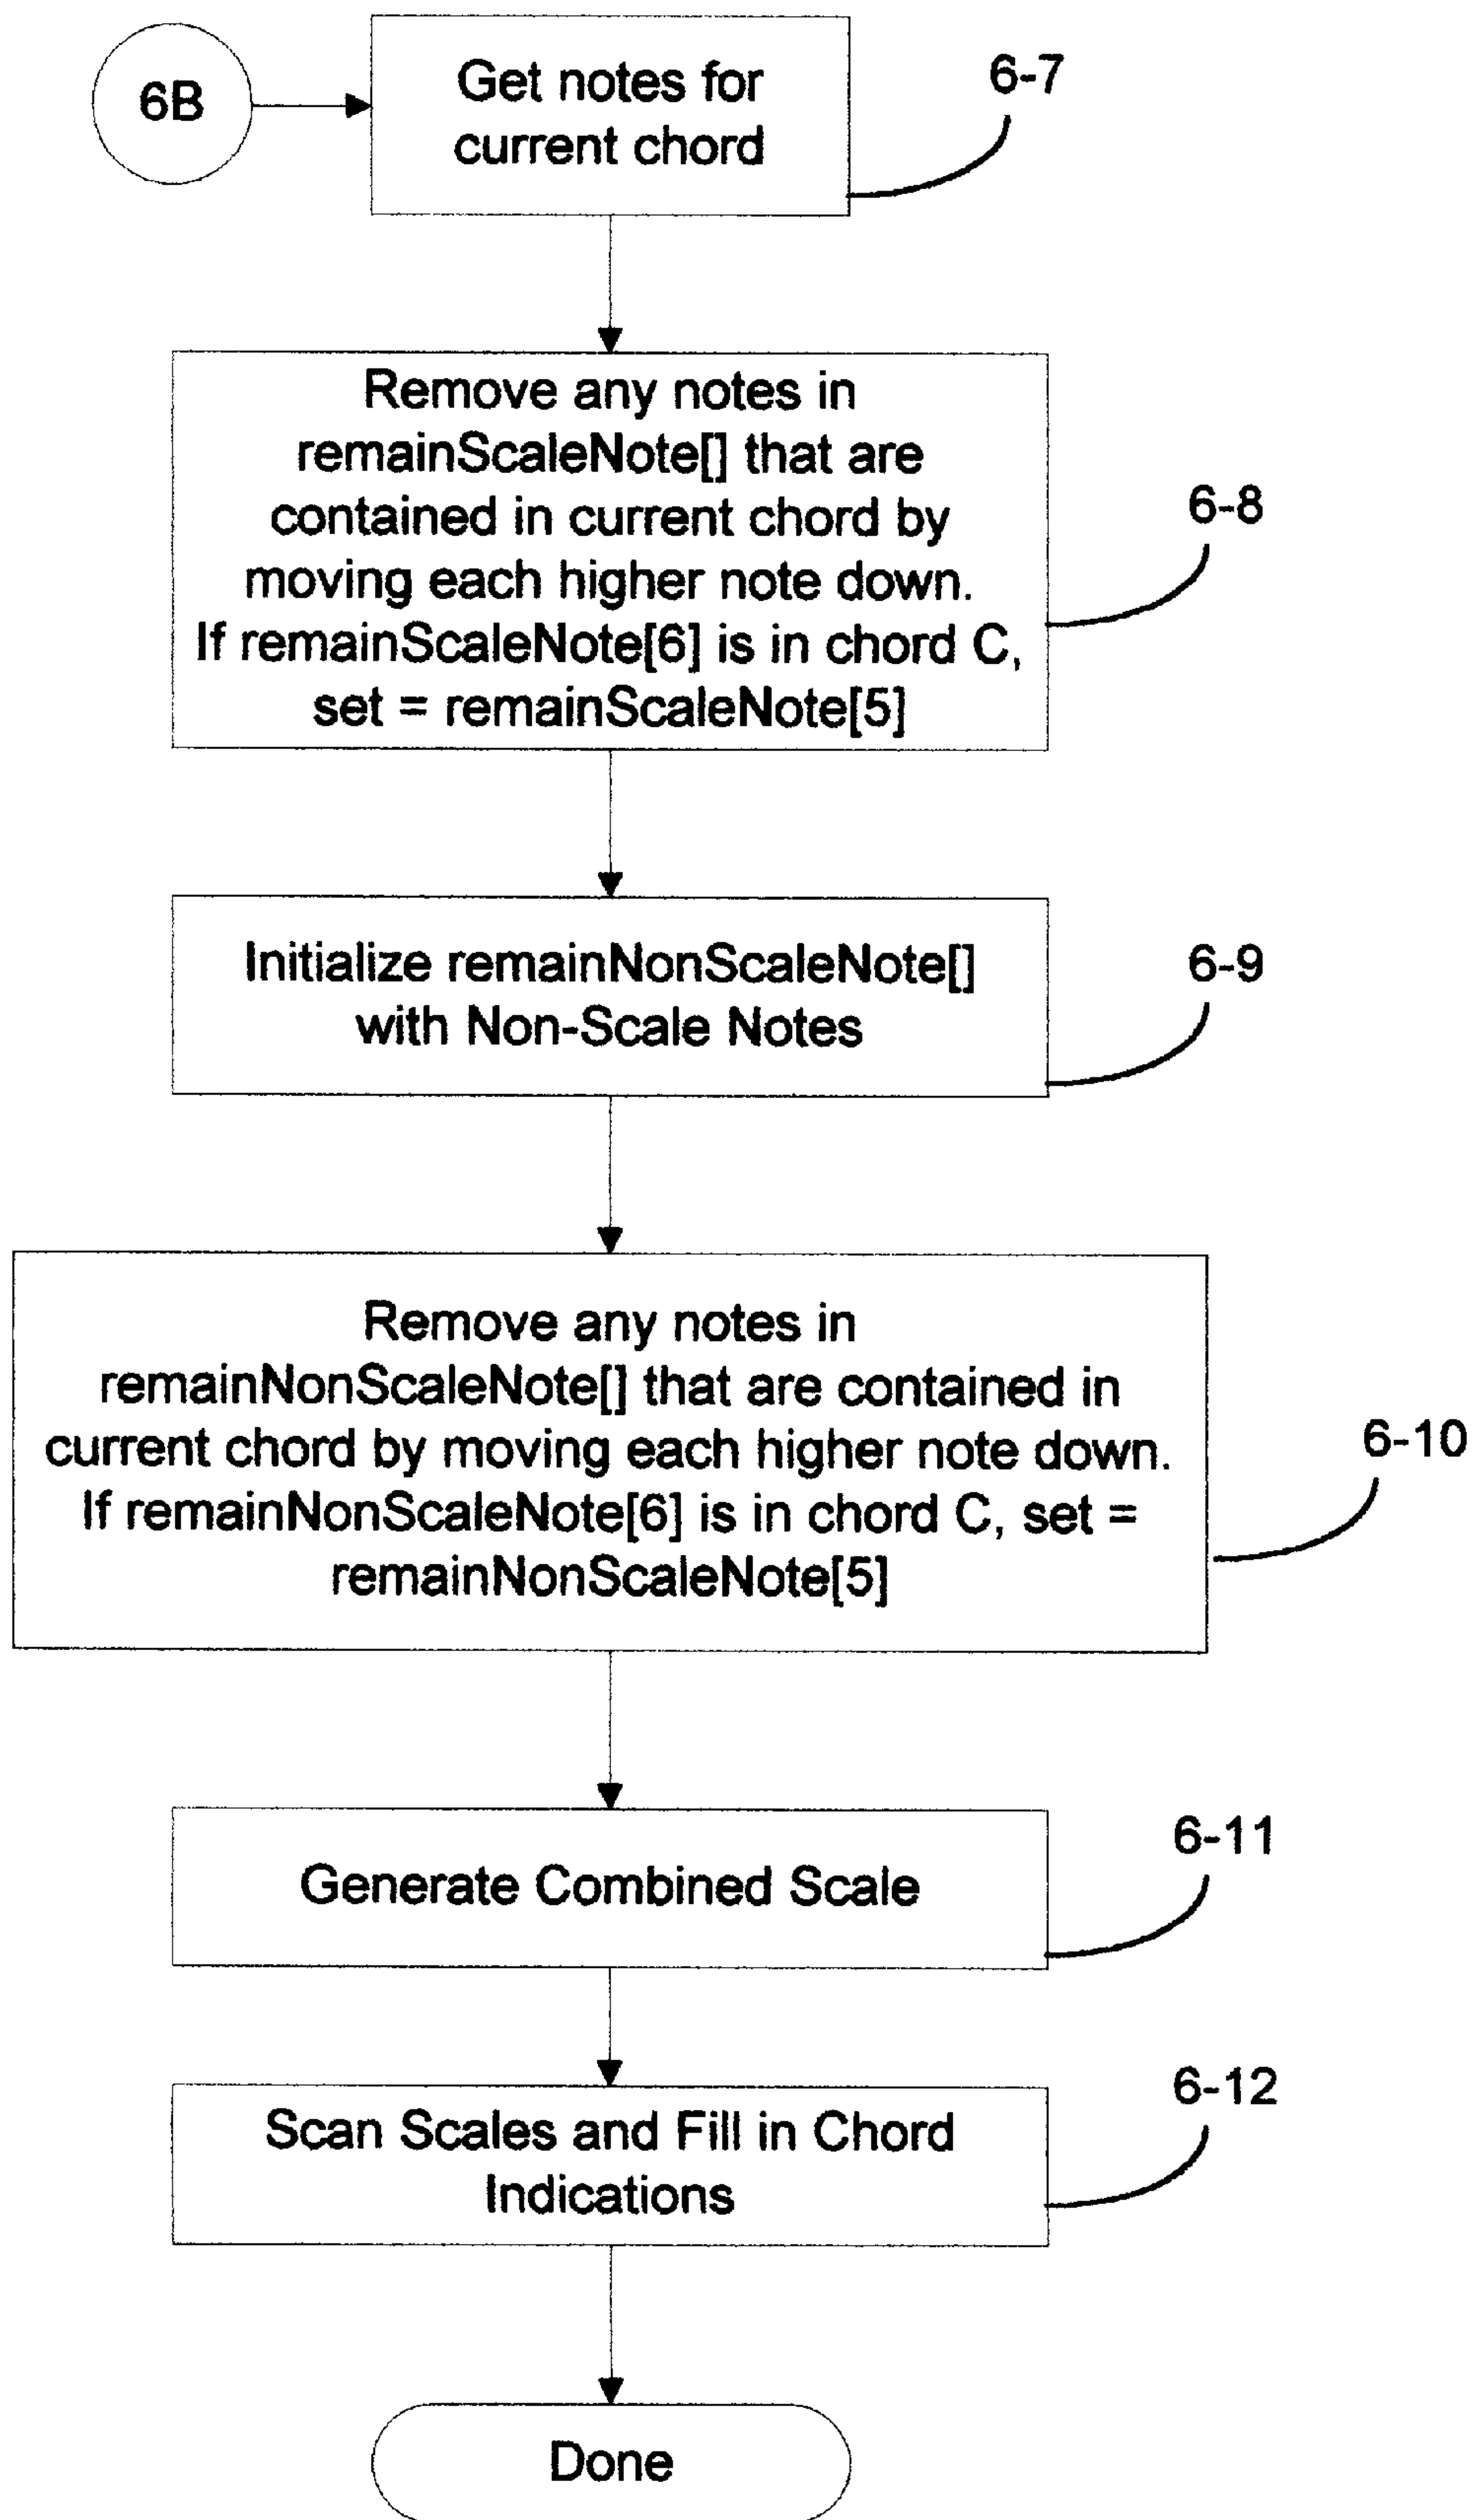 6B
Get notes for
current chord
6-7
Remove any notes in
remainScaleNote[] that are
contained in current chord by
moving each higher note down.
If remainScaleNote[6] is in chord C,
set = remainScaleNote[5]
6-8
Initialize remainNonScaleNote[]
with Non-Scale Notes
6-9
Remove any notes in
remainNonScaleNote[] that are contained in
current chord by moving each higher note down.
If remainNonScaleNote[6] is in chord C, set =
remainNonScaleNote[5]
6-10
Generate Combined Scale
6-11
Scan Scales and Fill in Chord
Indications
6-12
Done